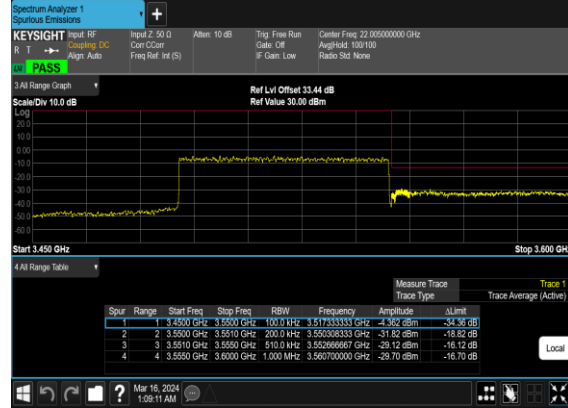 Spectrum Analyzer 1
Spurious Emissions
+
KEYSIGHT Input: RF Input Z: 50 Ω Atten: 10 dB Trig: Free Run Center Freq: 22.005000000 GHz
R T Coupling: DC Corr CCorr Gate: Off Avg|Hold: 100/100
Align: Auto Freq Ref: Int (S) IF Gain: Low Radio Std: None
PASS
3 All Range Graph
Ref Lvl Offset 33.44 dB
Scale/Div 10.0 dB Ref Value 30.00 dBm
Log
20.0
10.0
0.00
-10.0
-20.0
-30.0
-40.0
-50.0
-60.0
Start 3.450 GHz Stop 3.600 GH
4 All Range Table
Measure Trace Trace 1
Trace Type Trace Average (Active)
Spur Range Start Freq Stop Freq RBW Frequency Amplitude ΔLimit
1 1 3.4500 GHz 3.5500 GHz 100.0 kHz 3.517333333 GHz -4.362 dBm -34.36 dB
2 2 3.5500 GHz 3.5510 GHz 200.0 kHz 3.550308333 GHz -31.82 dBm -18.82 dB
3 3 3.5510 GHz 3.5550 GHz 510.0 kHz 3.552666667 GHz -29.12 dBm -16.12 dB
4 4 3.5550 GHz 3.6000 GHz 1.000 MHz 3.560700000 GHz -29.70 dBm -16.70 dB
Local
?
Mar 16, 2024
1:09:11 AM